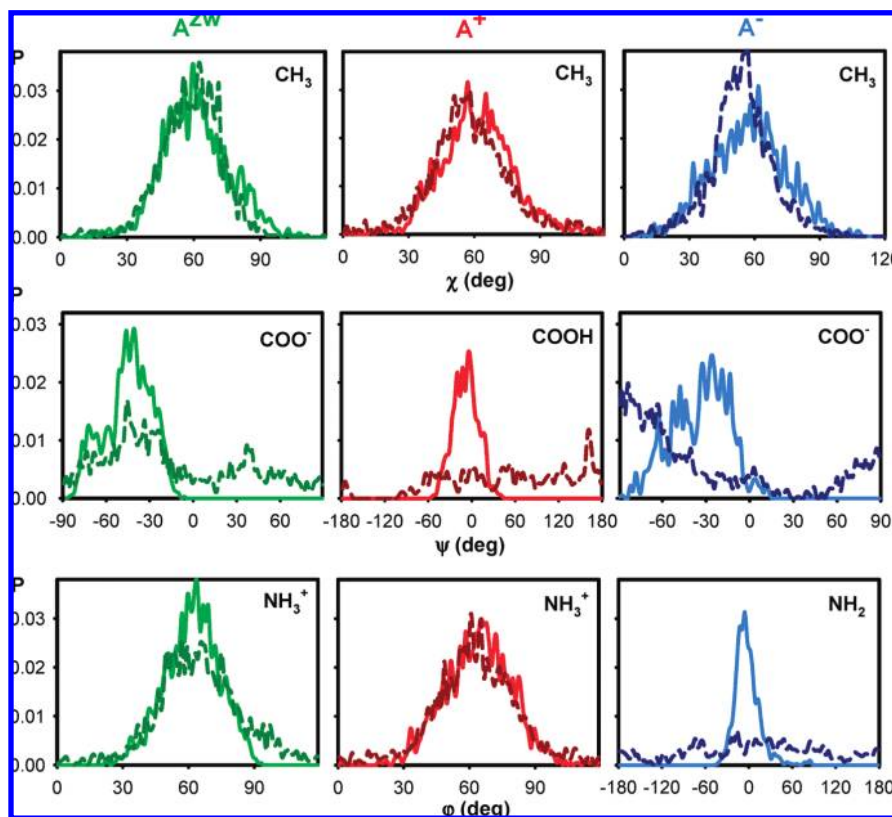 A^ZW A^+ A^-
P
CH₃ CH₃ CH₃
0.03
0.02
0.01
0.00
0 30 60 90 0 30 60 90 0 30 60 90 120
χ (deg)
P
COO⁻ COOH COO⁻
0.03
0.02
0.01
0.00
-90 -60 -30 0 30 60 -180 -120 -60 0 60 120 180 -60 -30 0 30 60 90
ψ (deg)
P
NH₃⁺ NH₃⁺ NH₂
0.03
0.02
0.01
0.00
0 30 60 90 0 30 60 90 -180 -120 -60 0 60 120 180
φ (deg)